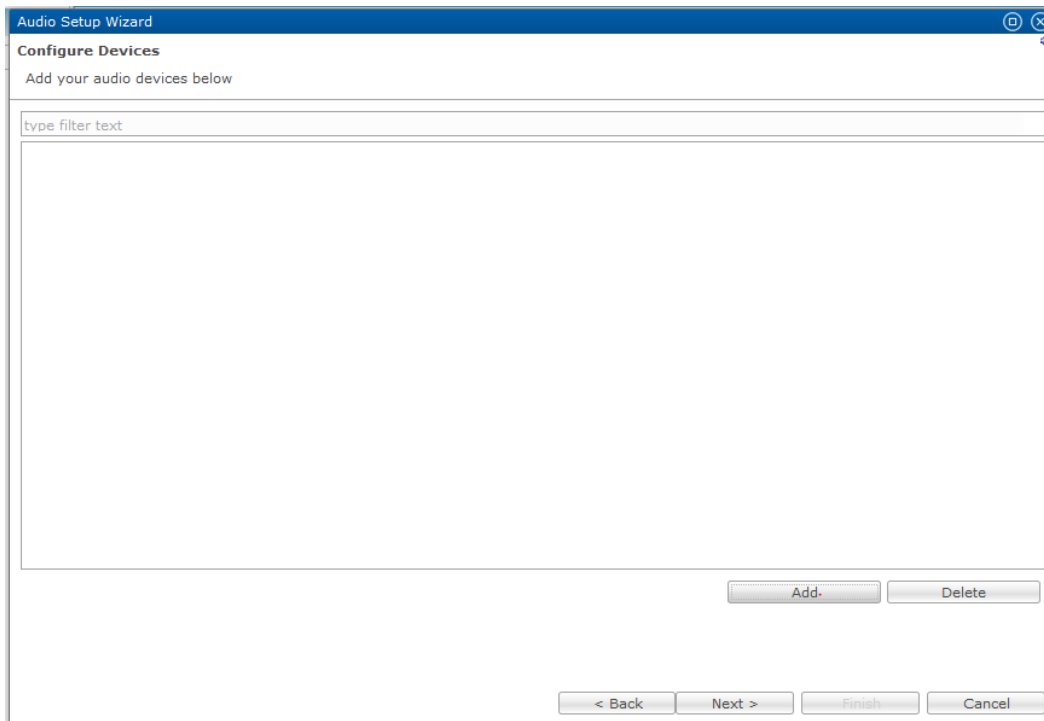 Audio Setup Wizard
Configure Devices
Add your audio devices below
type filter text
Add Delete
< Back Next > Finish Cancel